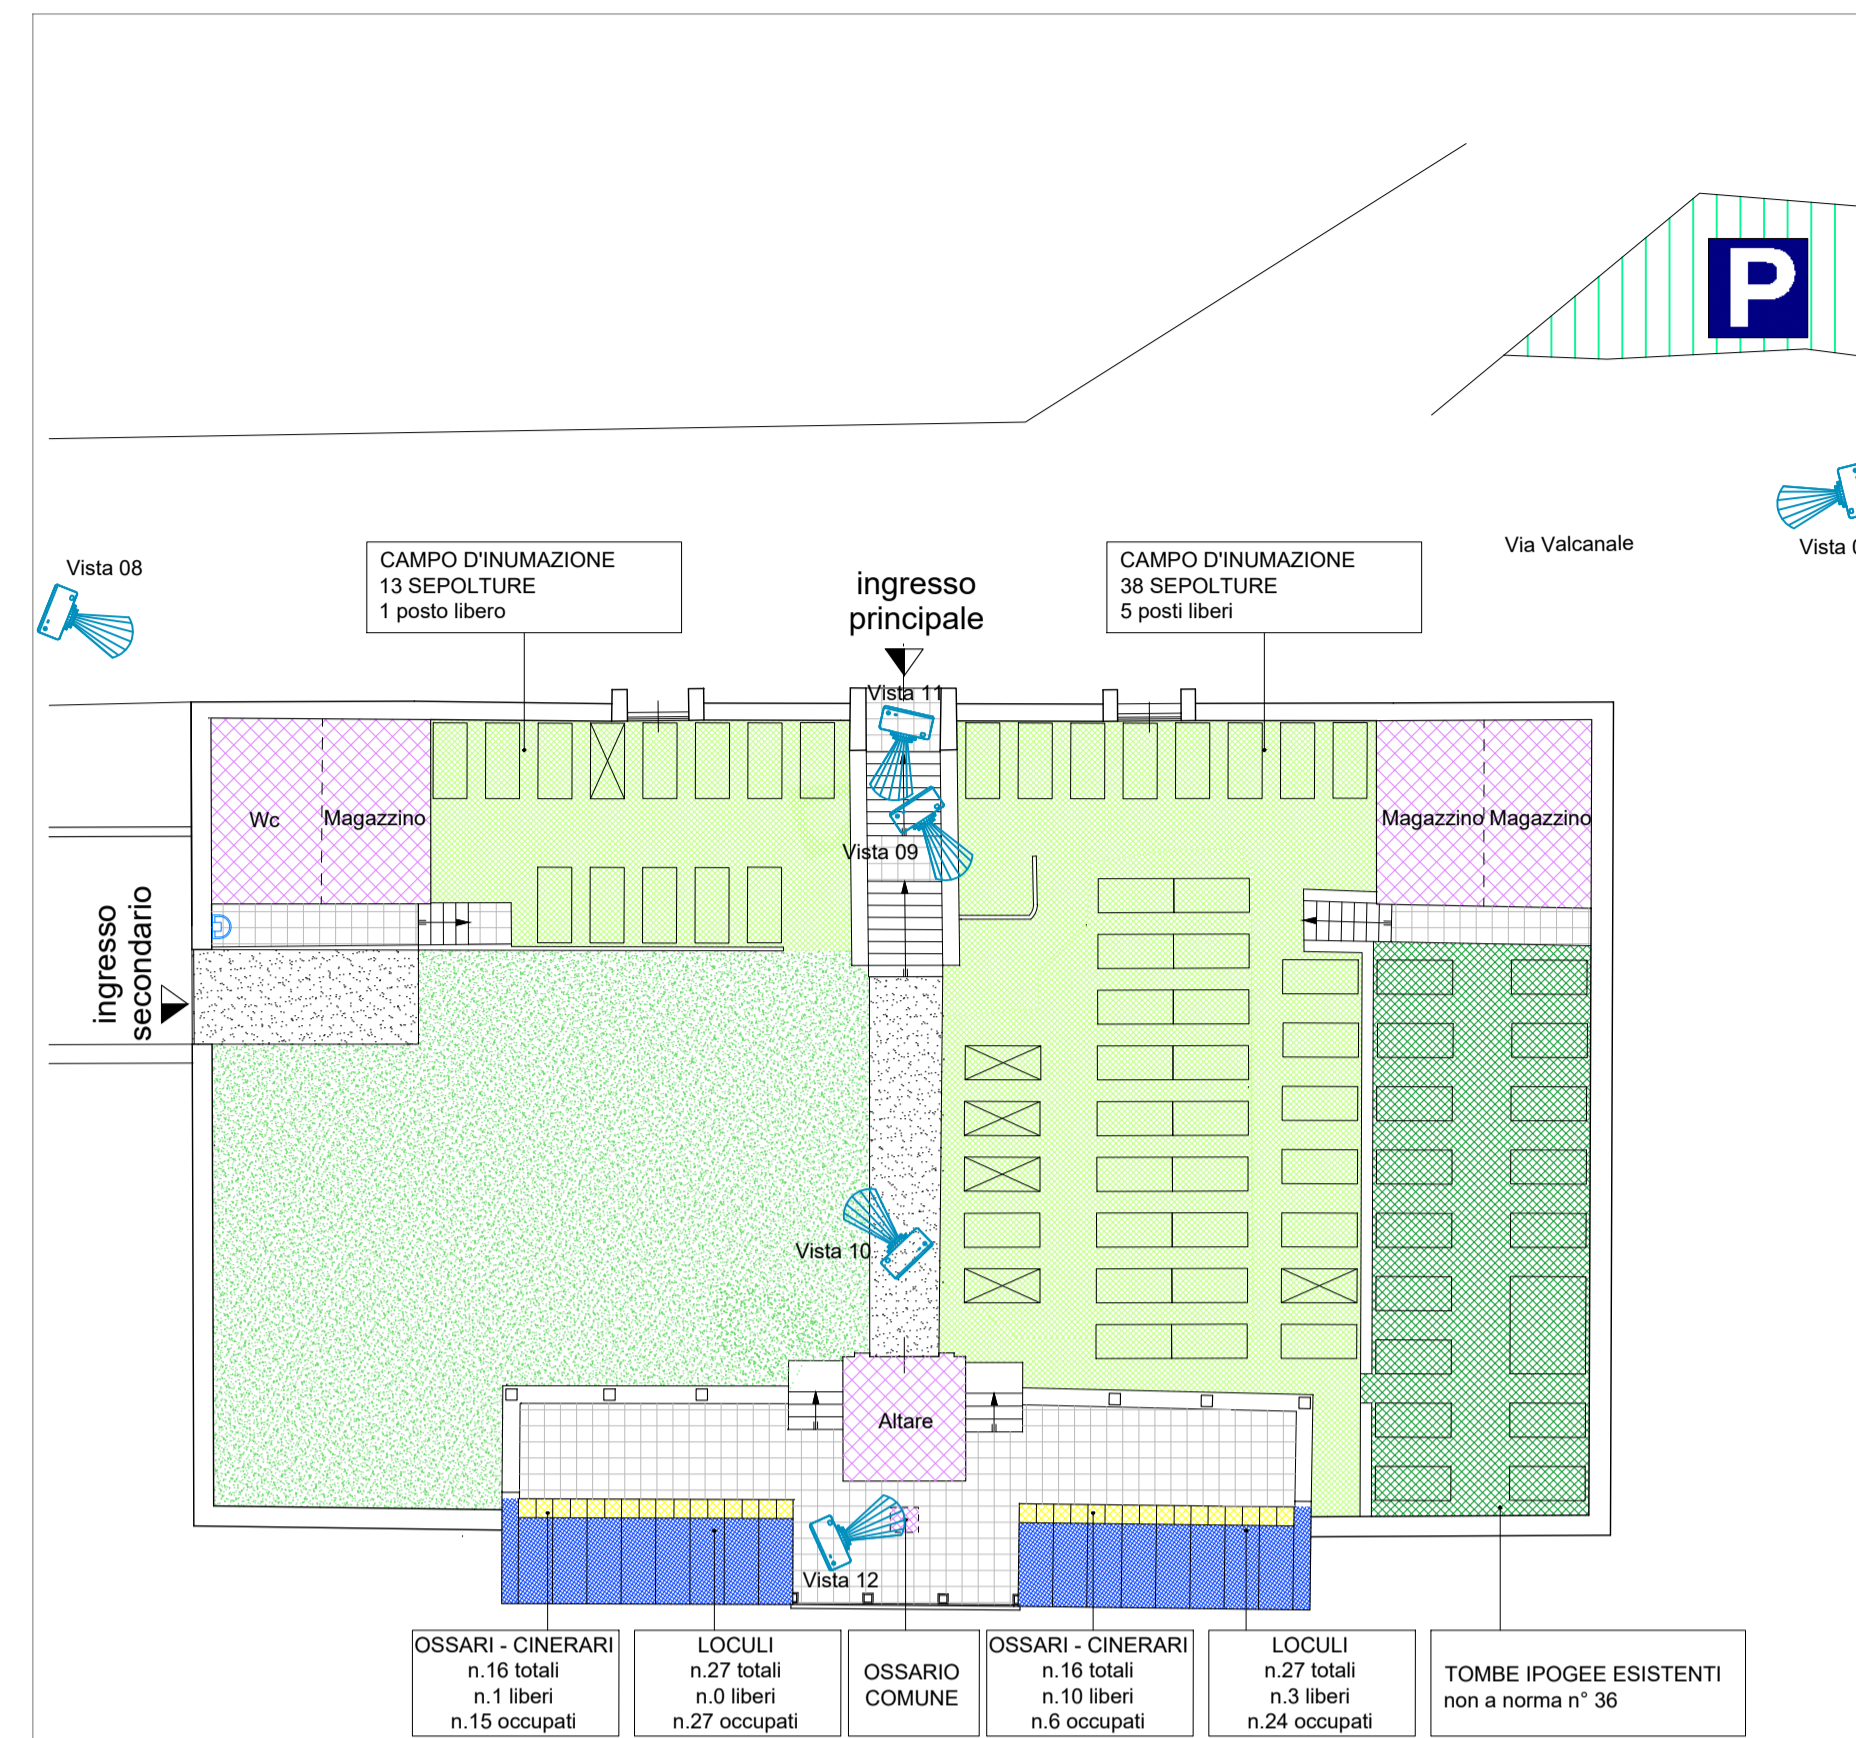 P
Via Valcanale
Vista 08
CAMPO D'INUMAZIONE
13 SEPOLTURE
1 posto libero
ingresso
principale
CAMPO D'INUMAZIONE
38 SEPOLTURE
5 posti liberi
Vista 0
Vista 11
Wc
Magazzino
Vista 09
Magazzino
Magazzino
ingresso
secondario
Vista 10
Altare
Vista 12
OSSARI - CINERARI
n.16 totali
n.1 liberi
n.15 occupati
LOCULI
n.27 totali
n.0 liberi
n.27 occupati
OSSARIO
COMUNE
OSSARI - CINERARI
n.16 totali
n.10 liberi
n.6 occupati
LOCULI
n.27 totali
n.3 liberi
n.24 occupati
TOMBE IPOGEE ESISTENTI
non a norma n° 36